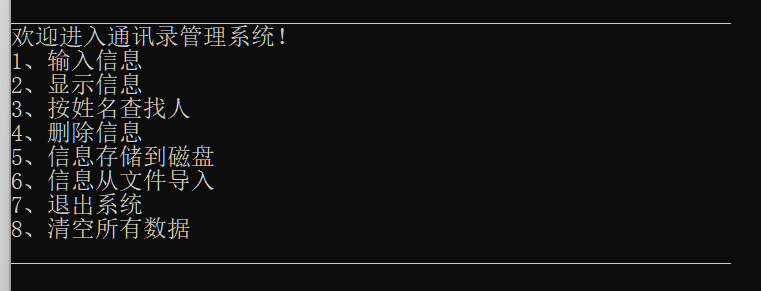 欢迎进入通讯录管理系统!
1、输入信息
2、显示信息
3、按姓名查找人
4、删除信息
5、信息存储到磁盘
6、信息从文件导入
7、退出系统
8、清空所有数据